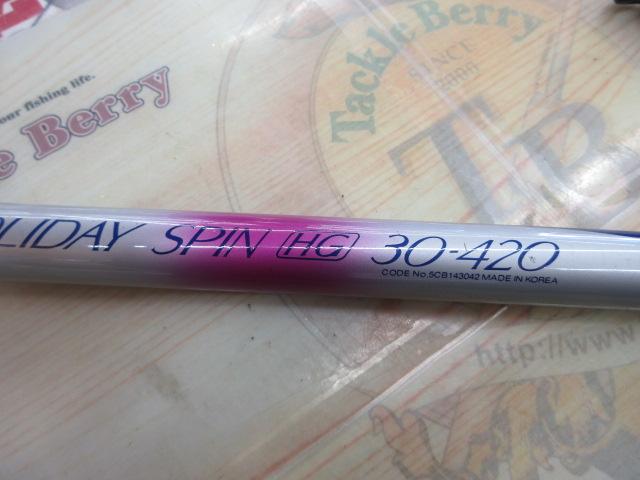 Tackle Berry
SINCE
our fishing life.
Berry
TB
OLIDAY SPIN HG 30-420
CODE No.5CB143042 MADE IN KOREA
http://www